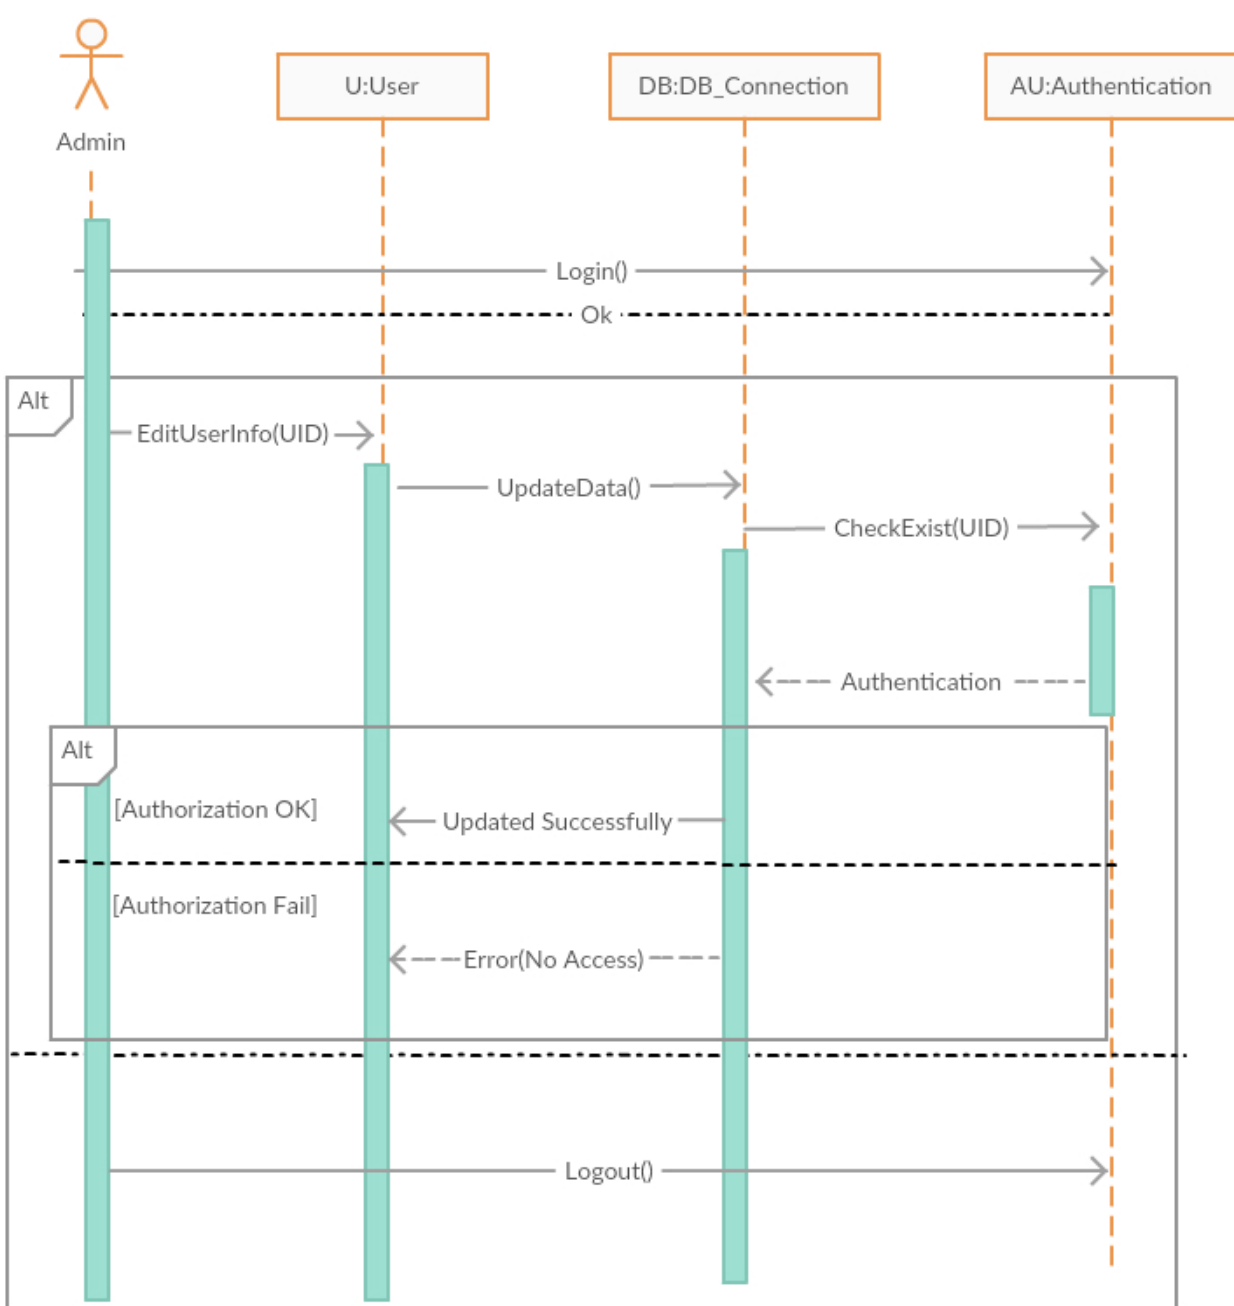 U:User
DB:DB_Connection
AU:Authentication
Admin
Login()
Ok
Alt
EditUserInfo(UID)
UpdateData()
CheckExist(UID)
Authentication
Alt
[Authorization OK]
Updated Successfully
[Authorization Fail]
Error(No Access)
Logout()